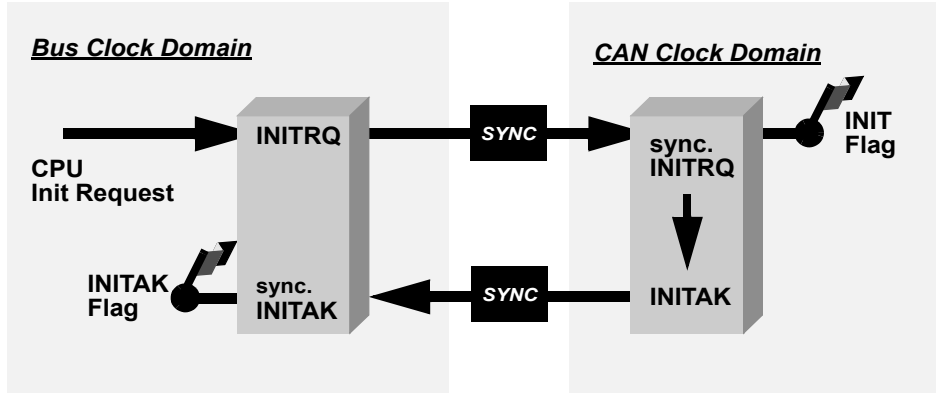 Bus Clock Domain
CAN Clock Domain
INITRQ
SYNC
sync.
INITRQ
INIT
Flag
CPU
Init Request
INITAK
Flag
sync.
INITAK
SYNC
INITAK